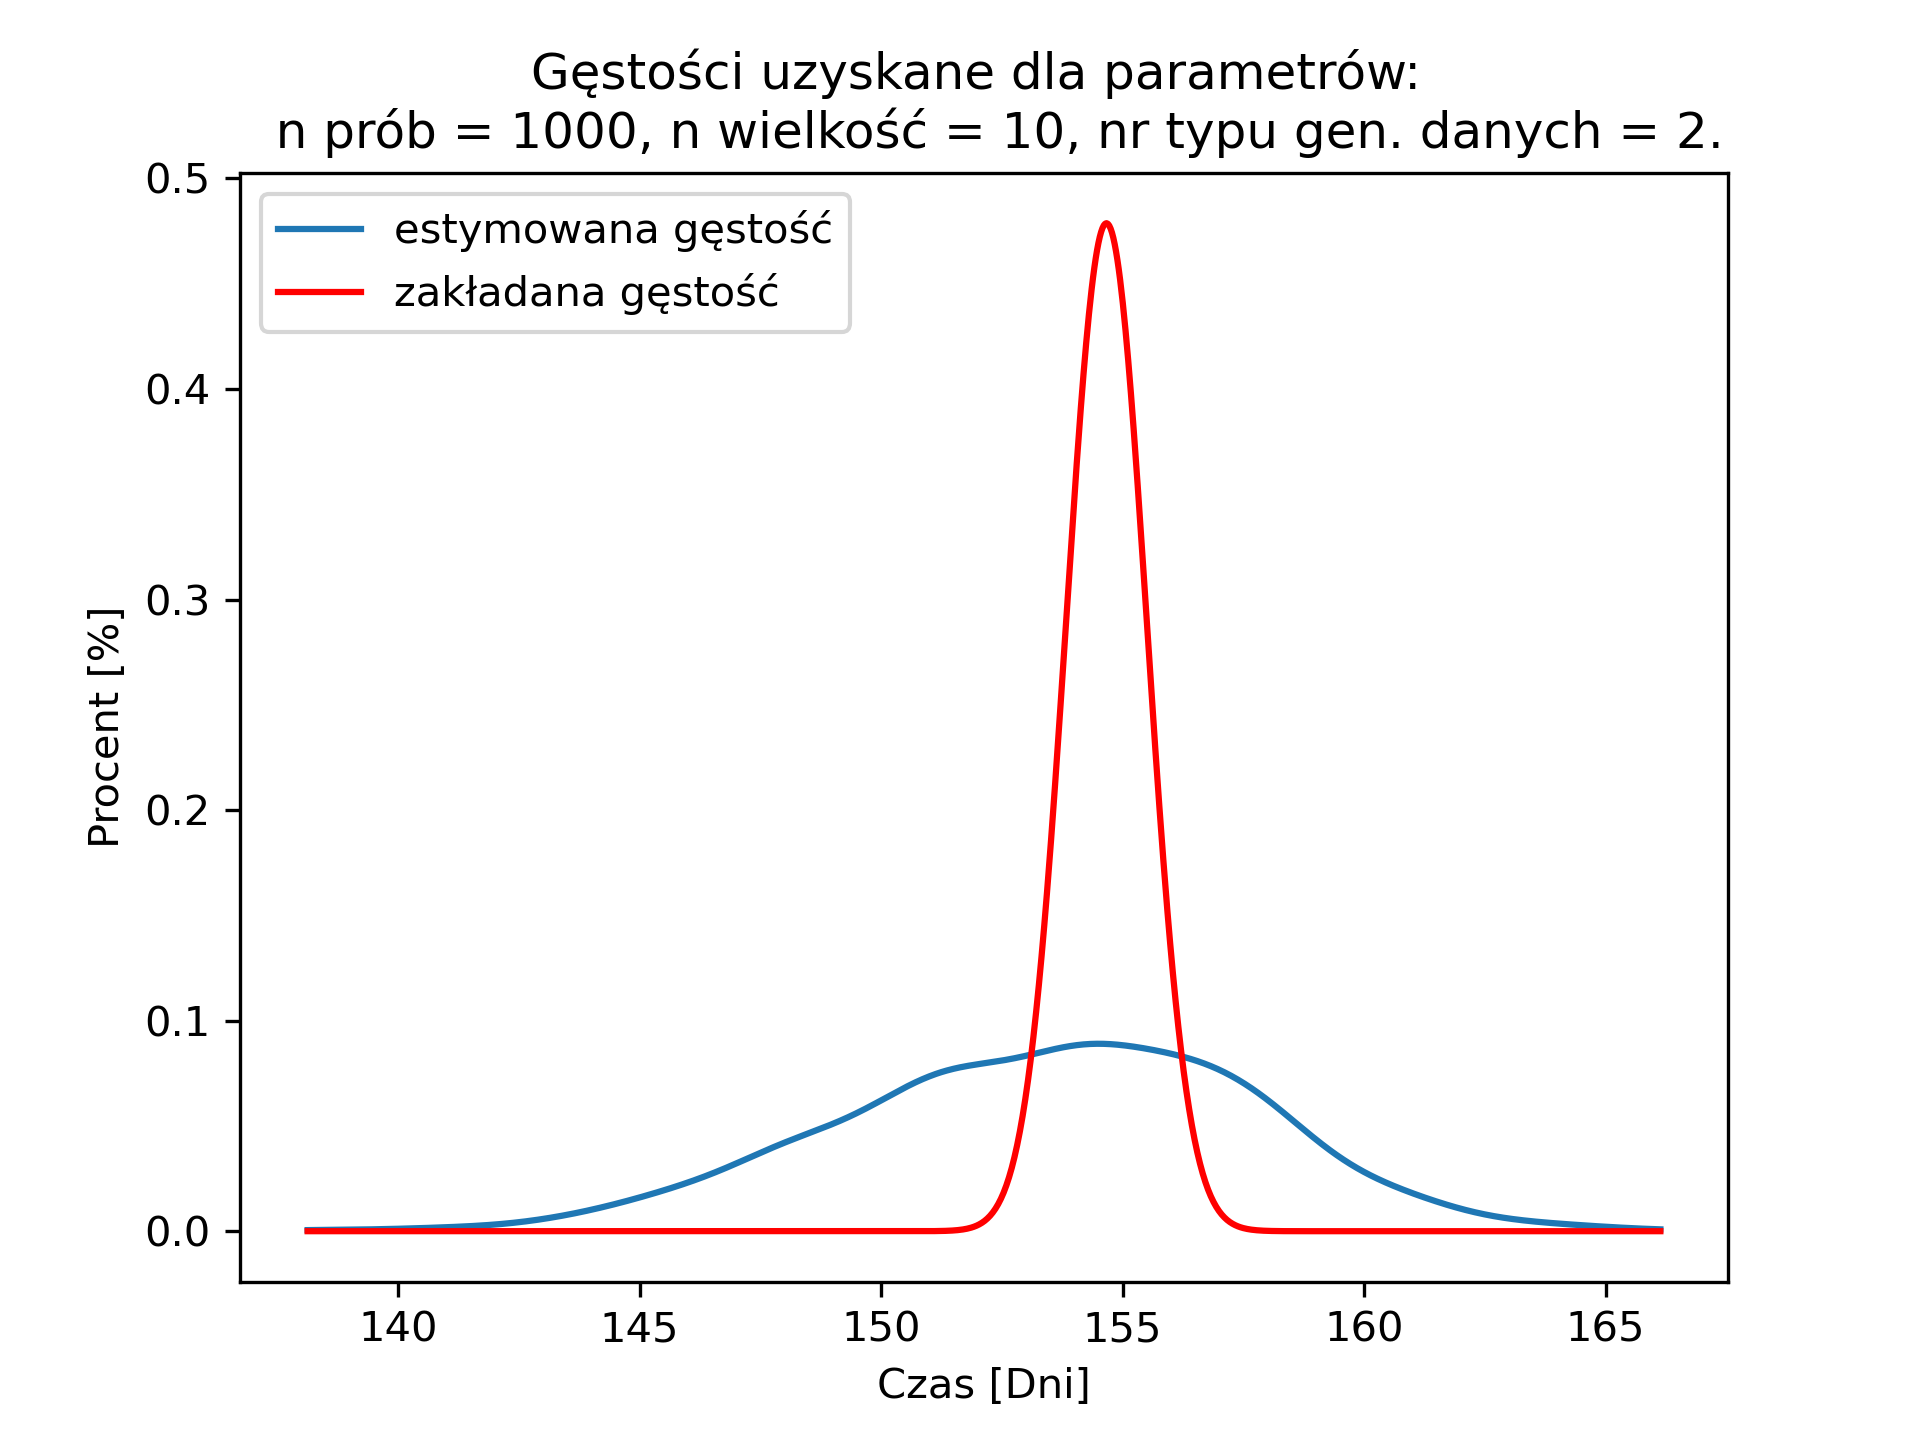 Gęstości uzyskane dla parametrów:
n prób = 1000, n wielkość = 10, nr typu gen. danych = 2.
estymowana gęstość
zakładana gęstość
0.5
0.4
0.3
0.2
0.1
0.0
Procent [%]
140 145 150 155 160 165
Czas [Dni]